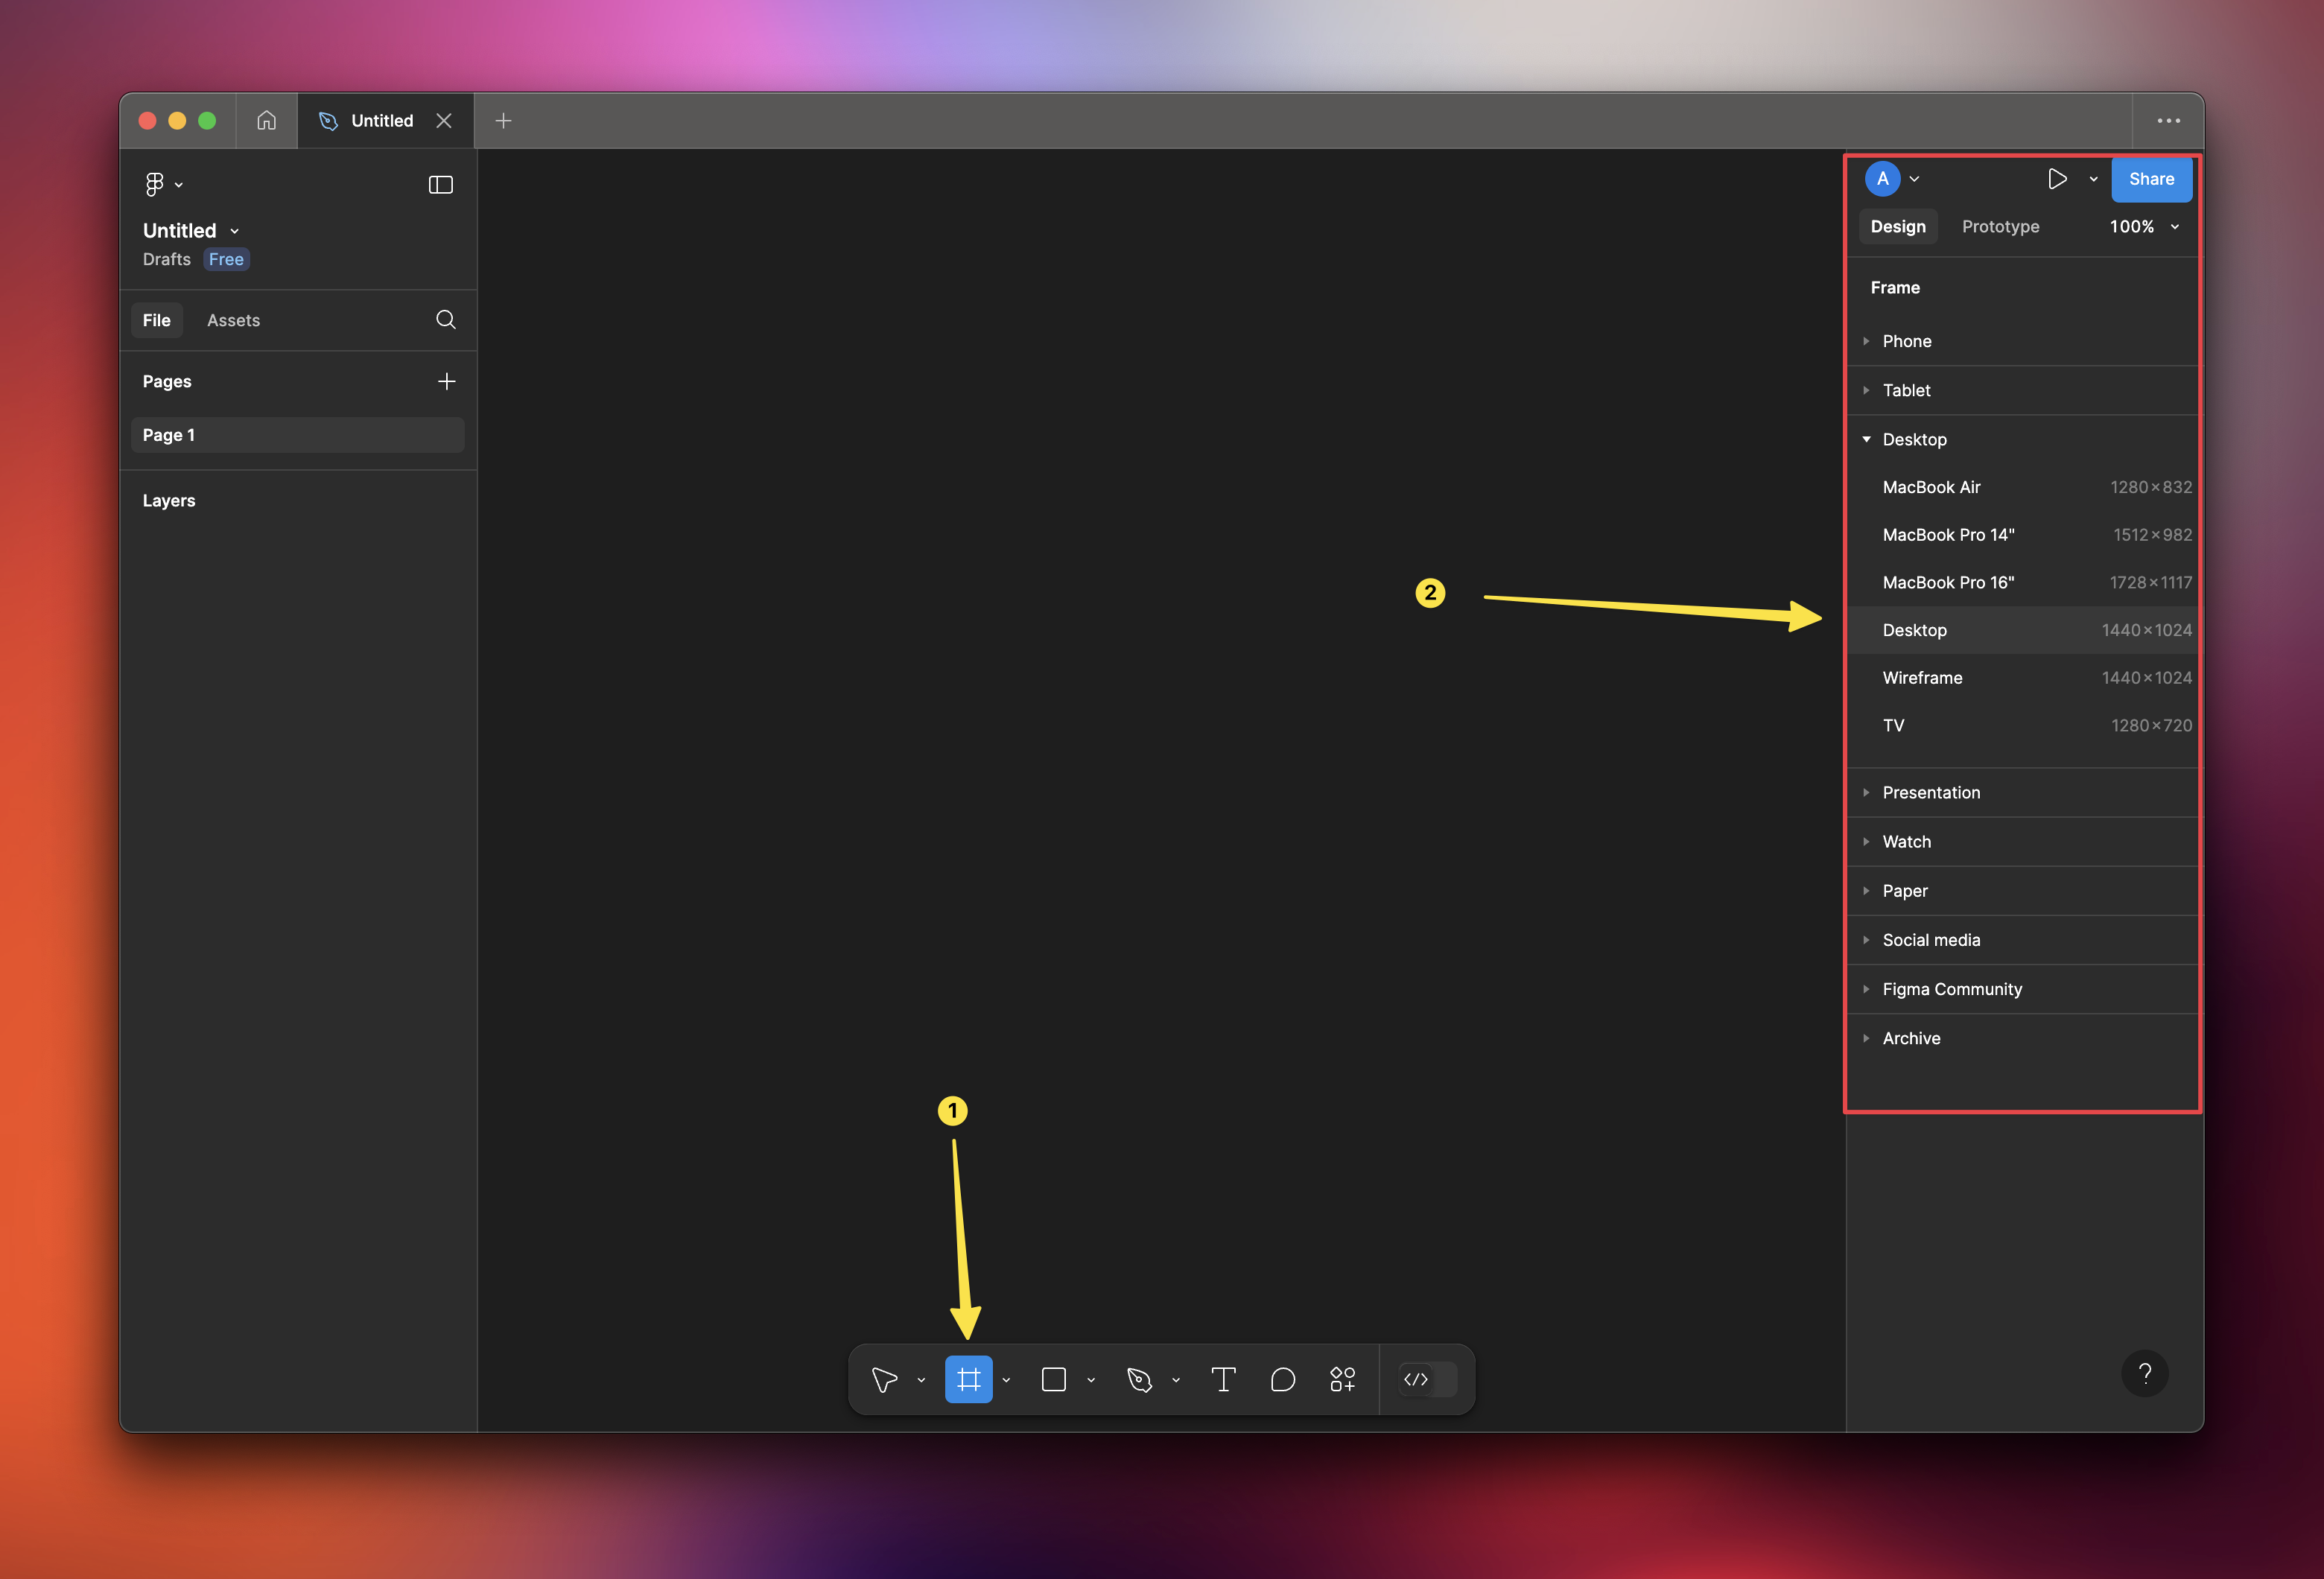 Untitled
Untitled
Drafts Free
File Assets
Pages
Page 1
Layers
1
2
A Share
Design Prototype 100%
Frame
Phone
Tablet
Desktop
MacBook Air 1280×832
MacBook Pro 14" 1512×982
MacBook Pro 16" 1728×1117
Desktop 1440×1024
Wireframe 1440×1024
TV 1280×720
Presentation
Watch
Paper
Social media
Figma Community
Archive
?